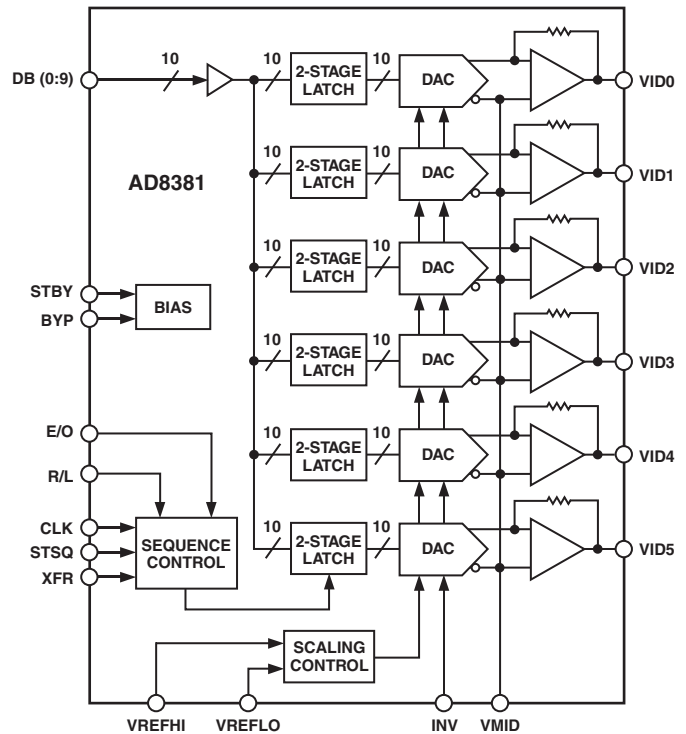 DB (0:9)
10
10
2-STAGE
LATCH
10
DAC
VID0
AD8381
10
2-STAGE
LATCH
10
DAC
VID1
10
2-STAGE
LATCH
10
DAC
VID2
STBY
BYP
BIAS
10
2-STAGE
LATCH
10
DAC
VID3
E/O
R/L
10
2-STAGE
LATCH
10
DAC
VID4
CLK
STSQ
XFR
SEQUENCE
CONTROL
10
2-STAGE
LATCH
10
DAC
VID5
SCALING
CONTROL
VREFHI
VREFLO
INV
VMID